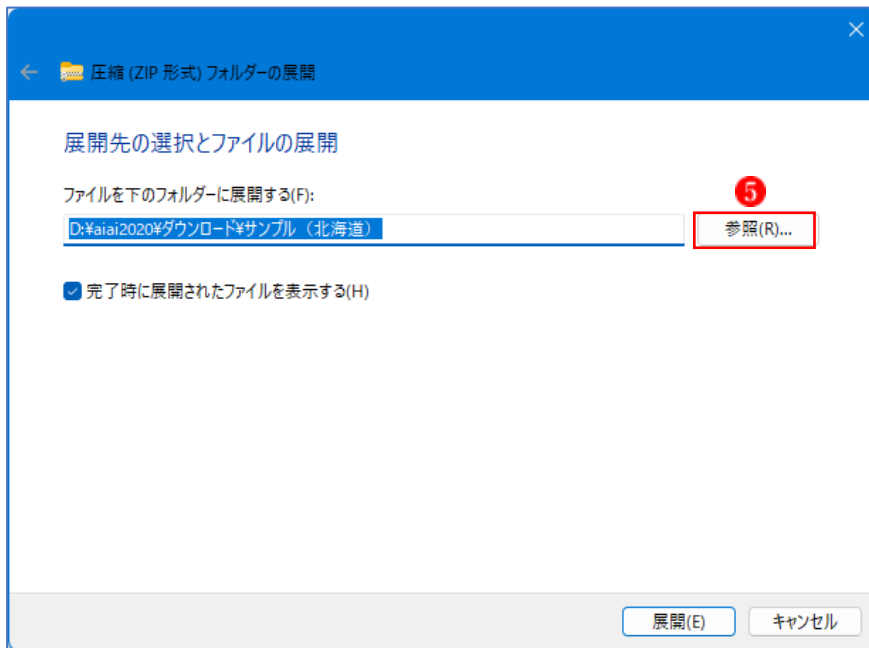 圧縮 (ZIP 形式) フォルダーの展開
展開先の選択とファイルの展開
ファイルを下のフォルダーに展開する(F):
5
D:¥aiai2020¥ダウンロード¥サンプル（北海道）
参照(R)...
完了時に展開されたファイルを表示する(H)
展開(E)
キャンセル